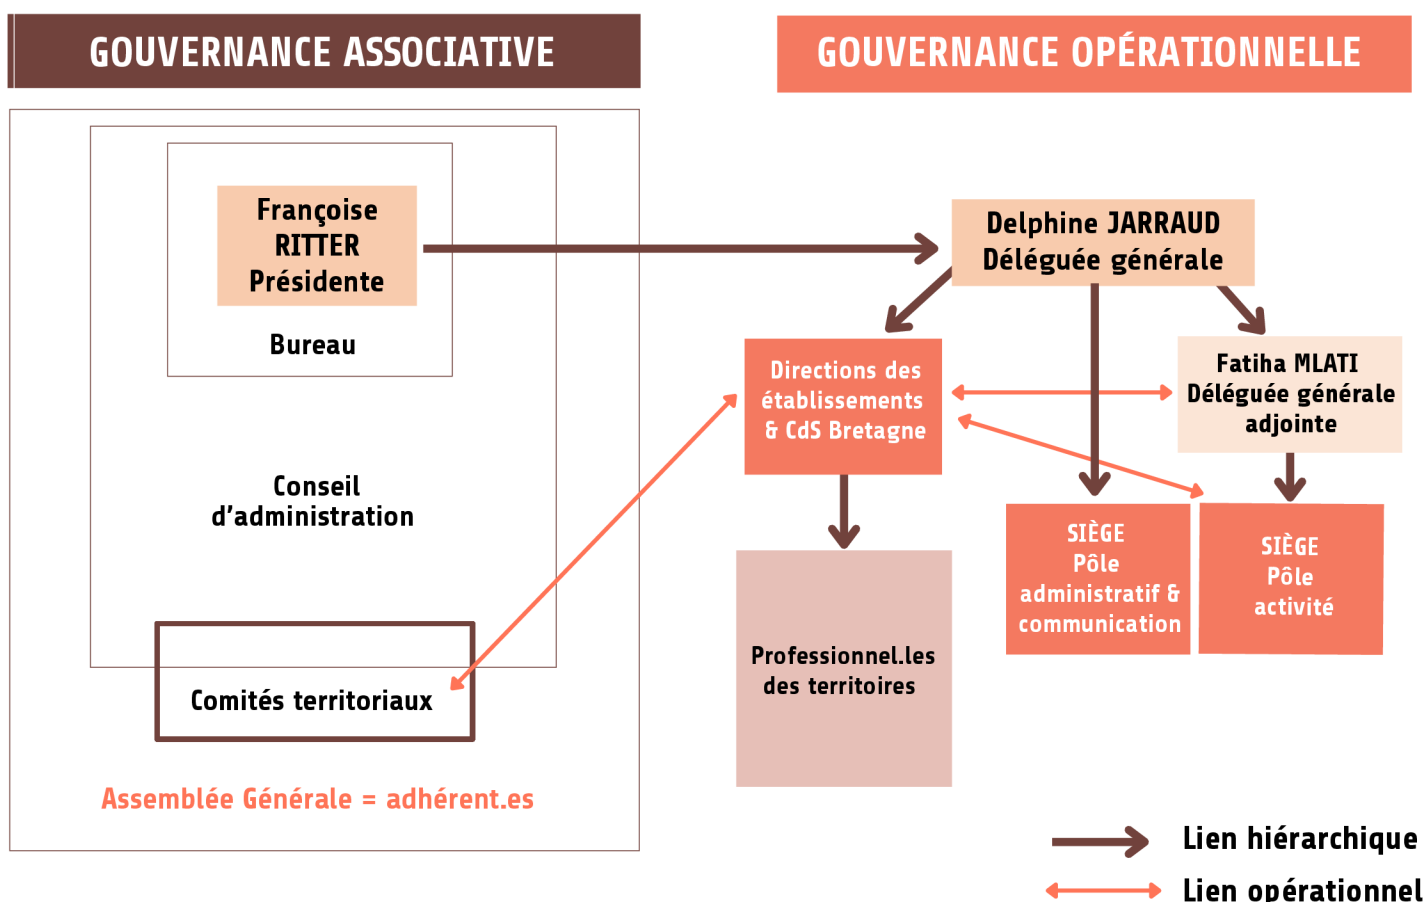 GOUVERNANCE ASSOCIATIVE
GOUVERNANCE OPÉRATIONNELLE
Françoise
RITTER
Présidente
Bureau
Conseil
d'administration
Comités territoriaux
Assemblée Générale = adhérent.es
Delphine JARRAUD
Déléguée générale
Directions des
établissements
& CdS Bretagne
Fatiha MLATI
Déléguée générale
adjointe
Professionnel.les
des territoires
SIÈGE
Pôle
administratif &
communication
SIÈGE
Pôle
activité
Lien hiérarchique
Lien opérationnel